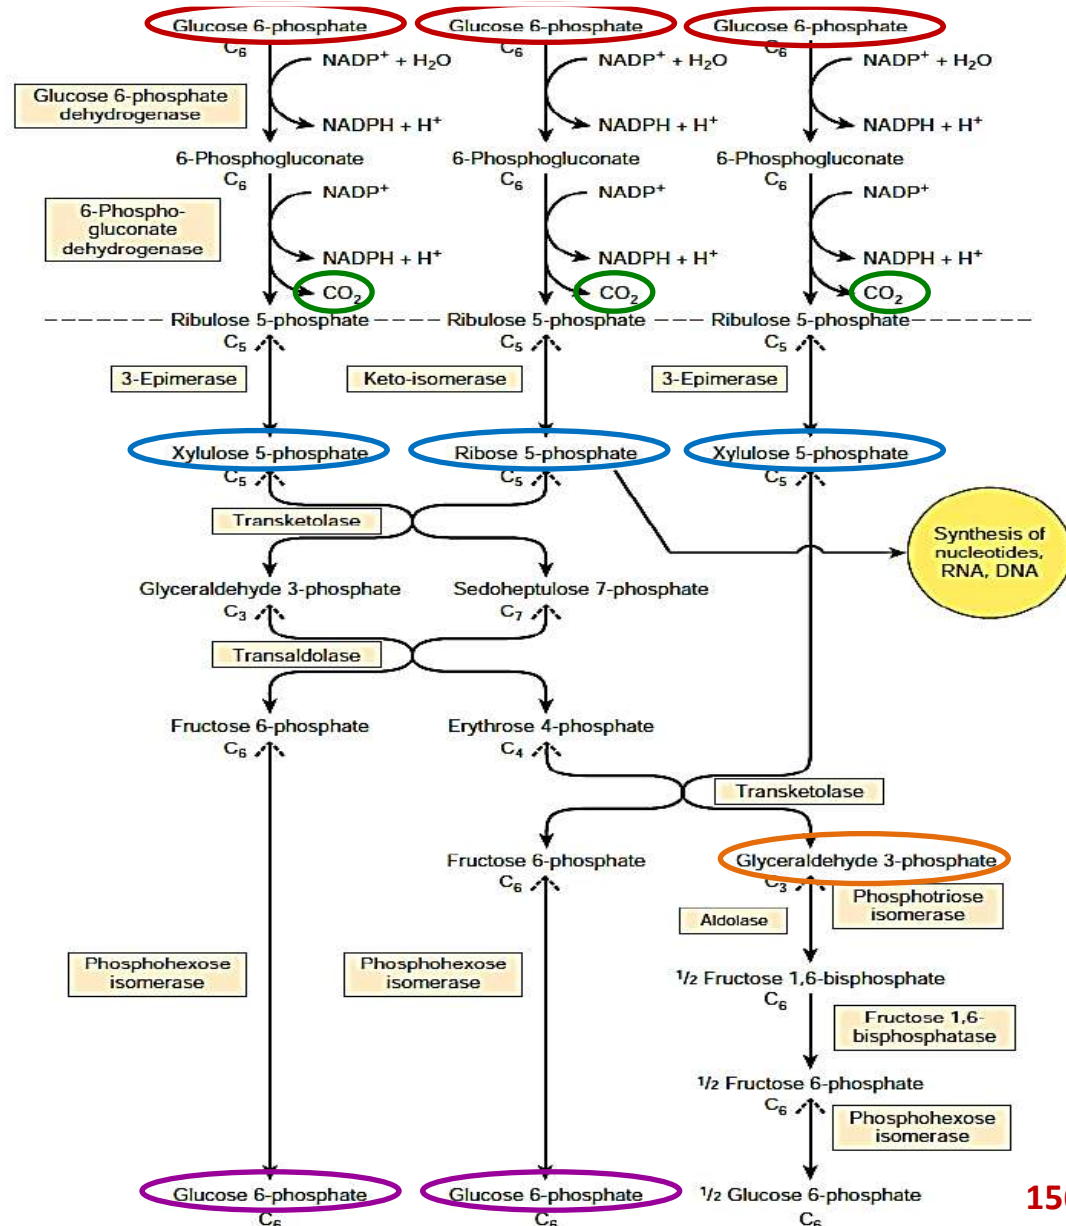 Glucose 6-phosphate Glucose 6-phosphate Glucose 6-phosphate
C6 C6 C6
NADP+ + H2O NADP+ + H2O NADP+ + H2O
Glucose 6-phosphate
dehydrogenase
NADPH + H+ NADPH + H+ NADPH + H+
6-Phosphogluconate 6-Phosphogluconate 6-Phosphogluconate
C6 C6 C6
NADP+ NADP+ NADP+
6-Phospho-
gluconate
dehydrogenase
NADPH + H+ NADPH + H+ NADPH + H+
CO2 CO2 CO2
Ribulose 5-phosphate Ribulose 5-phosphate Ribulose 5-phosphate
C5 C5 C5
3-Epimerase Keto-isomerase 3-Epimerase
Xylulose 5-phosphate Ribose 5-phosphate Xylulose 5-phosphate
C5 C5 C5
Transketolase
Synthesis of
nucleotides,
RNA, DNA
Glyceraldehyde 3-phosphate Sedoheptulose 7-phosphate
C3 C7
Transaldolase
Fructose 6-phosphate Erythrose 4-phosphate
C6 C4
Transketolase
Fructose 6-phosphate Glyceraldehyde 3-phosphate
C6 C3
Phosphotriose
isomerase
Aldolase
Phosphohexose
isomerase
Phosphohexose
isomerase
1/2 Fructose 1,6-bisphosphate
C6
Fructose 1,6-
bisphosphatase
1/2 Fructose 6-phosphate
C6
Phosphohexose
isomerase
Glucose 6-phosphate Glucose 6-phosphate 1/2 Glucose 6-phosphate
C6 C6 C6